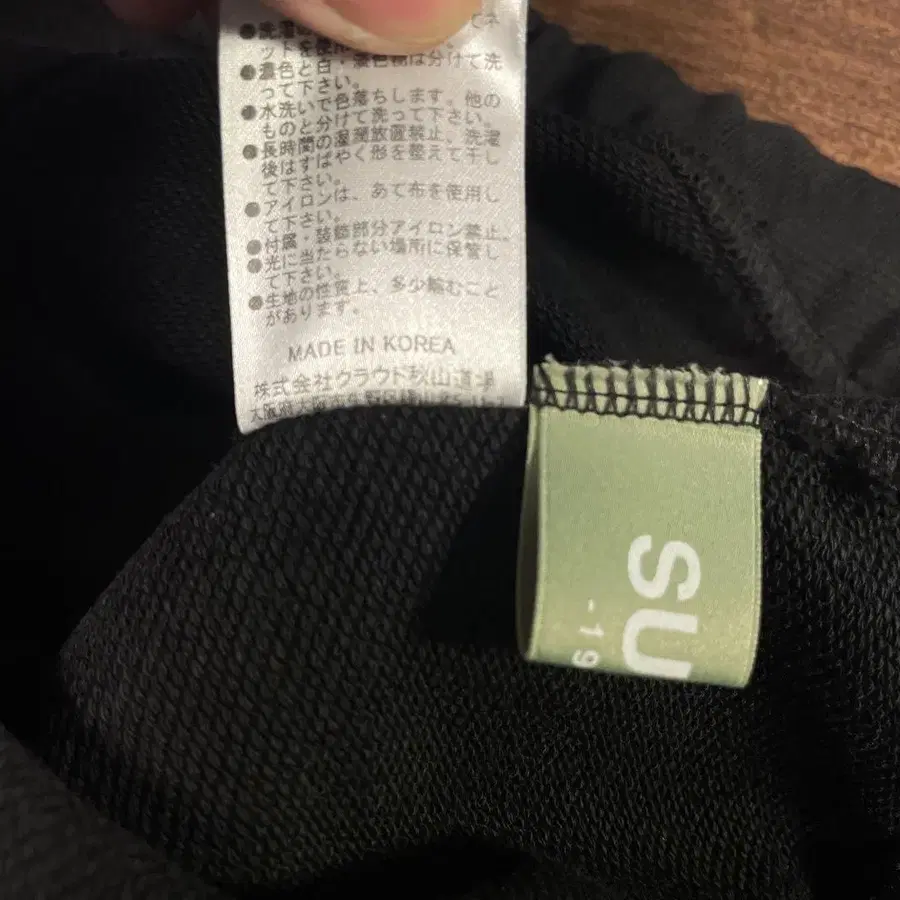 ●洗濯
ットを使用
●濃色と白・淡色物は分けて洗
って下さい。
●水洗いで色落ちします。他の
ものと分けて洗って下さい。
●長時間の湿潤放置禁止、洗濯
後はすばやく形を整えて干し
て下さい。
●アイロンは、あて布を使用し
て下さい。
●付属・装飾部分アイロン禁止。
●光に当たらない場所に保管し
て下さい。
●生地の性質上、多少縮むこと
があります。
MADE IN KOREA
株式会社クラウド秋山道場
SU
-19